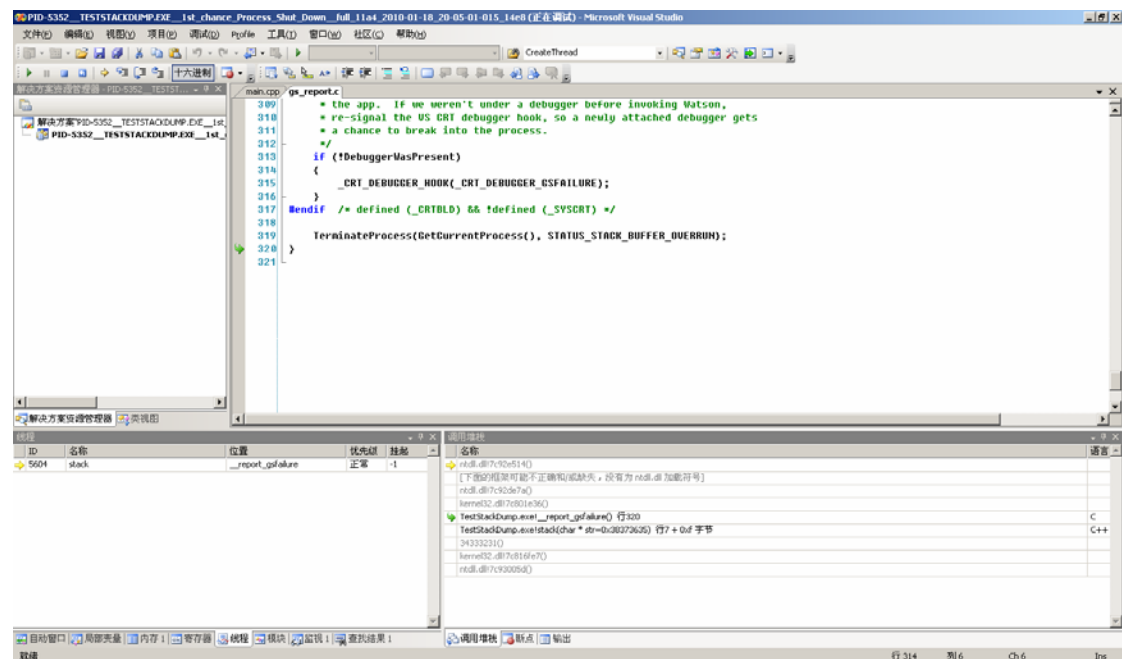 PID-5352__TESTSTACKDUMP.EXE__1st_chance_Process_Shut_Down__full_11a4_2010-01-18_20-05-01-015_14e8 (正在调试) - Microsoft Visual Studio
文件(F) 编辑(E) 视图(V) 项目(P) 调试(D) Profile 工具(T) 窗口(W) 社区(C) 帮助(H)
CreateThread
十六进制
解决方案资源管理器 - PID-5352__TESTST...
main.cpp gs_report.c
解决方案"PID-5352__TESTSTACKDUMP.EXE__1st_
PID-5352__TESTSTACKDUMP.EXE__1st_
309 * the app. If we weren't under a debugger before invoking Watson,
310 * re-signal the VS CRT debugger hook, so a newly attached debugger gets
311 * a chance to break into the process.
312 */
313 if (!DebuggerWasPresent)
314 {
315 _CRT_DEBUGGER_HOOK(_CRT_DEBUGGER_GSFAILURE);
316 }
317 #endif /* defined (_CRTBLD) && !defined (_SYSCRT) */
318
319 TerminateProcess(GetCurrentProcess(), STATUS_STACK_BUFFER_OVERRUN);
320 }
321
解决方案资源管理器 类视图
线程
ID 名称 位置 优先级 挂起
5604 stack __report_gsfailure 正常 -1
调用堆栈
名称 语言
ntdll.dll!7c92e514()
[下面的框架可能不正确和/或缺失，没有为 ntdll.dll 加载符号]
ntdll.dll!7c92de7a()
kernel32.dll!7c801e36()
TestStackDump.exe!__report_gsfailure() 行320 C
TestStackDump.exe!stack(char * str=0x38373635) 行7 + 0xf 字节 C++
34333231()
kernel32.dll!7c816fe7()
ntdll.dll!7c93005d()
自动窗口 局部变量 内存 1 寄存器 线程 模块 监视 1 查找结果 1
调用堆栈 断点 输出
就绪 行 314 列 6 Ch 6 Ins